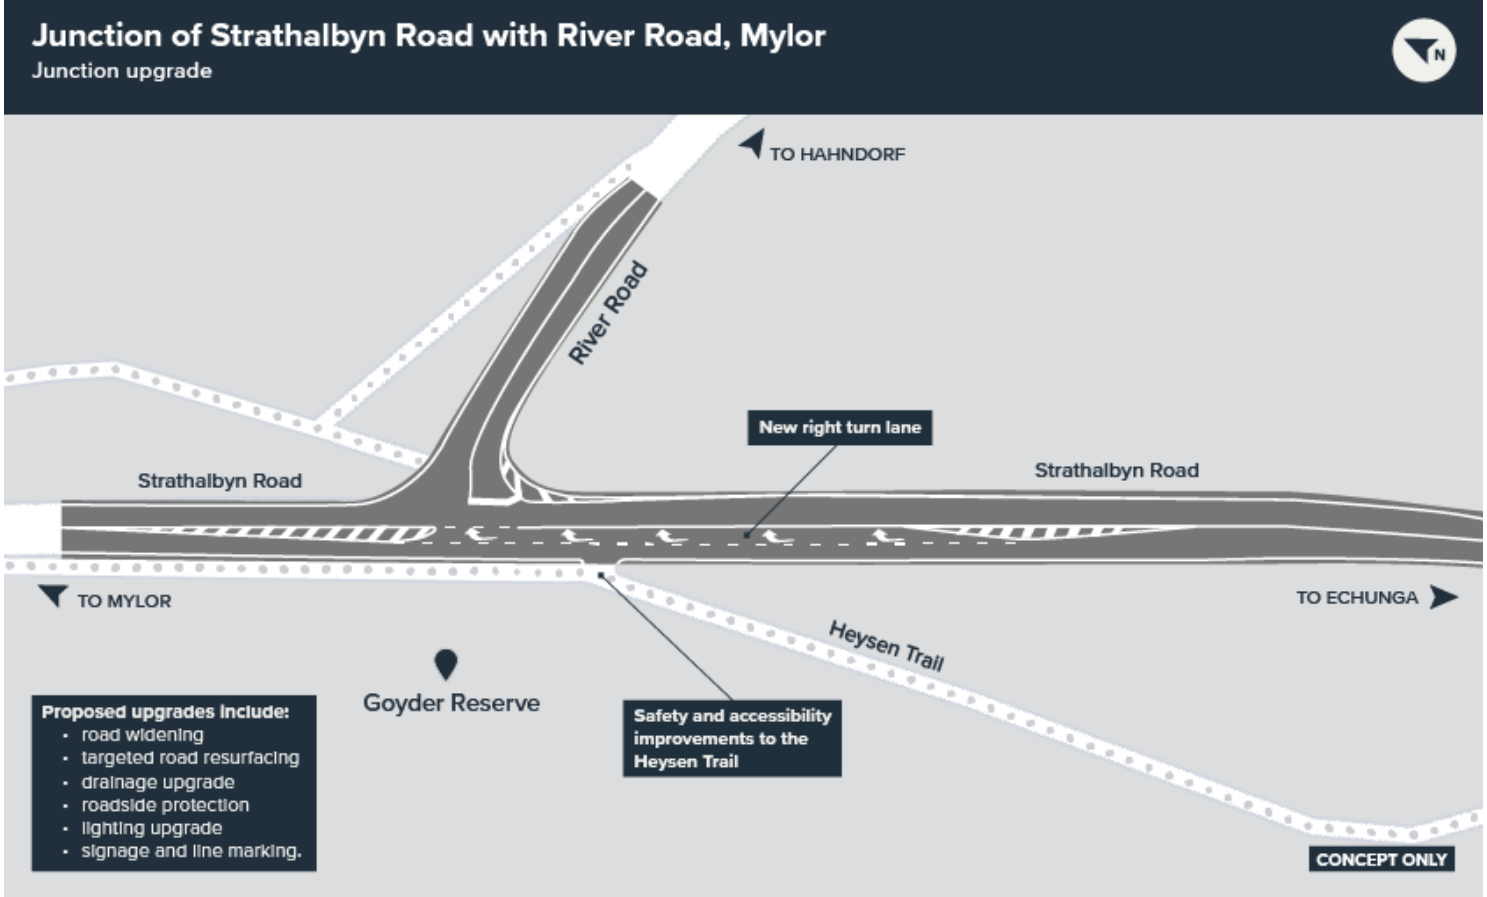 Junction of Strathalbyn Road with River Road, Mylor
Junction upgrade
N
TO HAHNDORF
River Road
New right turn lane
Strathalbyn Road
Strathalbyn Road
TO MYLOR
TO ECHUNGA
Heysen Trail
Goyder Reserve
Safety and accessibility
improvements to the
Heysen Trail
Proposed upgrades include:
• road widening
• targeted road resurfacing
• drainage upgrade
• roadside protection
• lighting upgrade
• signage and line marking.
CONCEPT ONLY